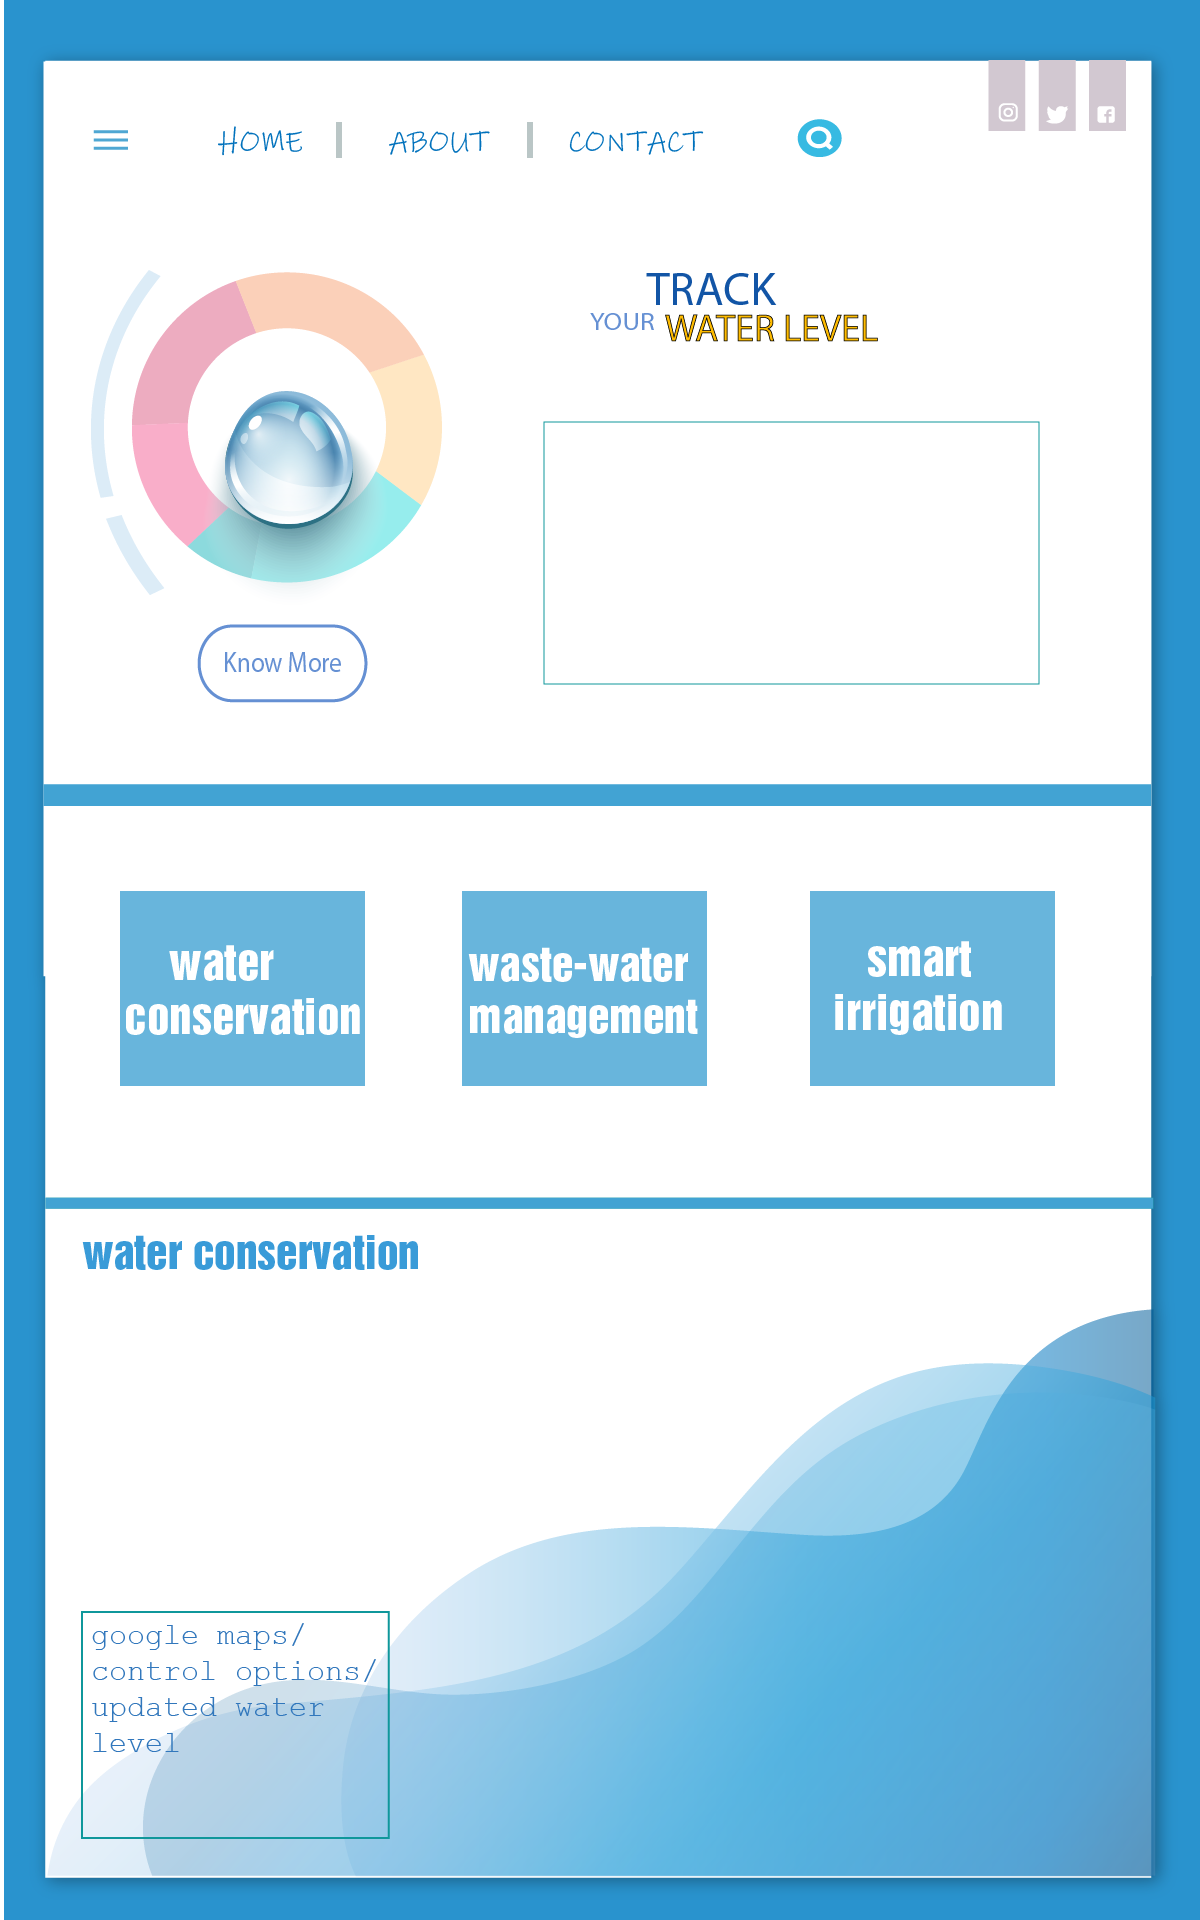 HOME ABOUT CONTACT
TRACK
YOUR WATER LEVEL
Know More
water
conservation
waste-water
management
smart
irrigation
water conservation
google maps/
control options/
updated water
level